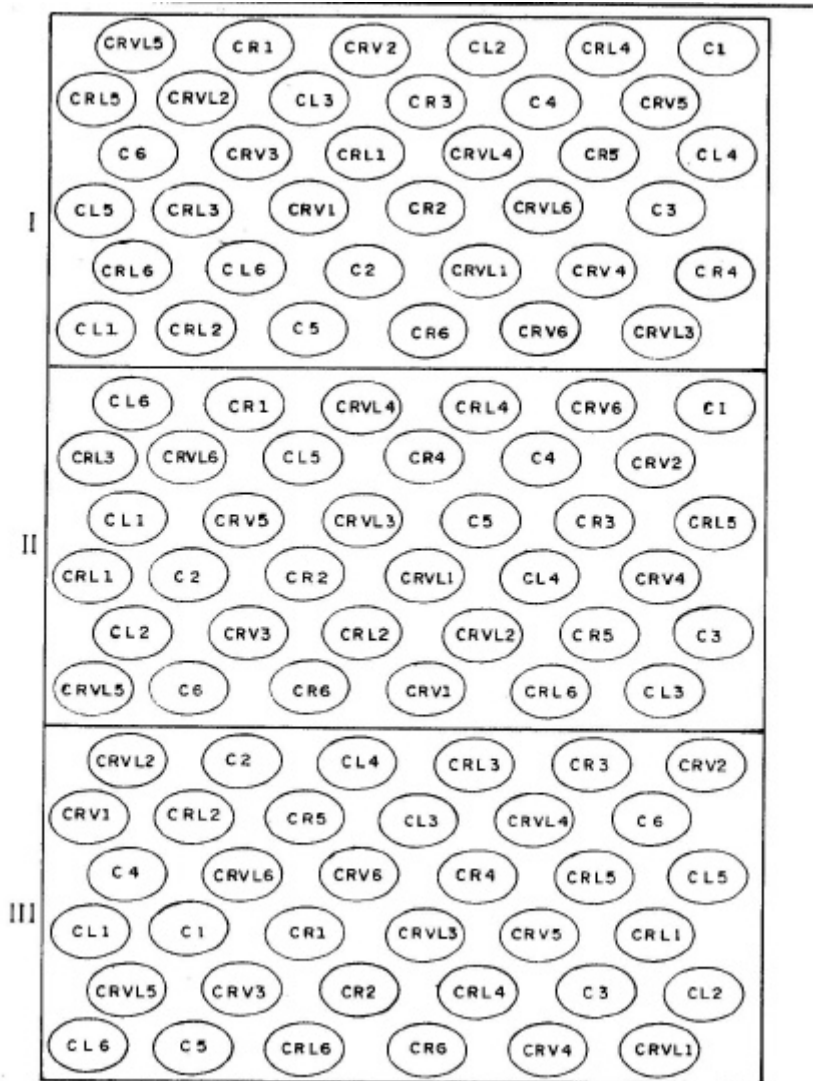 CRVL5 CR1 CRV2 CL2 CRL4 C1
CRL5 CRVL2 CL3 CR3 C4 CRV5
C6 CRV3 CRL1 CRVL4 CR5 CL4
I
CL5 CRL3 CRV1 CR2 CRVL6 C3
CRL6 CL6 C2 CRVL1 CRV4 CR4
CL1 CRL2 C5 CR6 CRV6 CRVL3
CL6 CR1 CRVL4 CRL4 CRV6 C1
CRL3 CRVL6 CL5 CR4 C4 CRV2
CL1 CRV5 CRVL3 C5 CR3 CRL5
II
CRL1 C2 CR2 CRVL1 CL4 CRV4
CL2 CRV3 CRL2 CRVL2 CR5 C3
CRVL5 C6 CR6 CRV1 CRL6 CL3
CRVL2 C2 CL4 CRL3 CR3 CRV2
CRV1 CRL2 CR5 CL3 CRVL4 C6
C4 CRVL6 CRV6 CR4 CRL5 CL5
III
CL1 C1 CR1 CRVL3 CRV5 CRL1
CRVL5 CRV3 CR2 CRL4 C3 CL2
CL6 C5 CRL6 CR6 CRV4 CRVL1